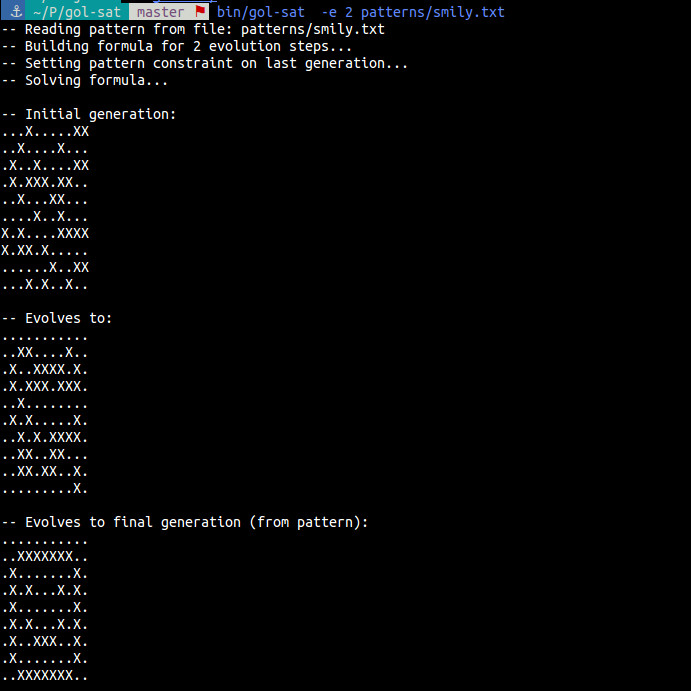 ~/P/gol-sat master bin/gol-sat -e 2 patterns/smily.txt
-- Reading pattern from file: patterns/smily.txt
-- Building formula for 2 evolution steps...
-- Setting pattern constraint on last generation...
-- Solving formula...

-- Initial generation:
...X.....XX
..X....X...
.X..X....XX
.X.XXX.XX..
..X...XX...
....X..X...
X.X....XXXX
X.XX.X.....
......X..XX
...X.X..X..

-- Evolves to:
...........
..XX....X..
.X..XXXX.X.
.X.XXX.XXX.
..X........
.X.X.....X.
..X.X.XXXX.
..XX..XX...
..XX.XX..X.
.........X.

-- Evolves to final generation (from pattern):
...........
..XXXXXXX..
.X.......X.
.X.X...X.X.
.X.......X.
.X.X...X.X.
.X..XXX..X.
.X.......X.
..XXXXXXX..